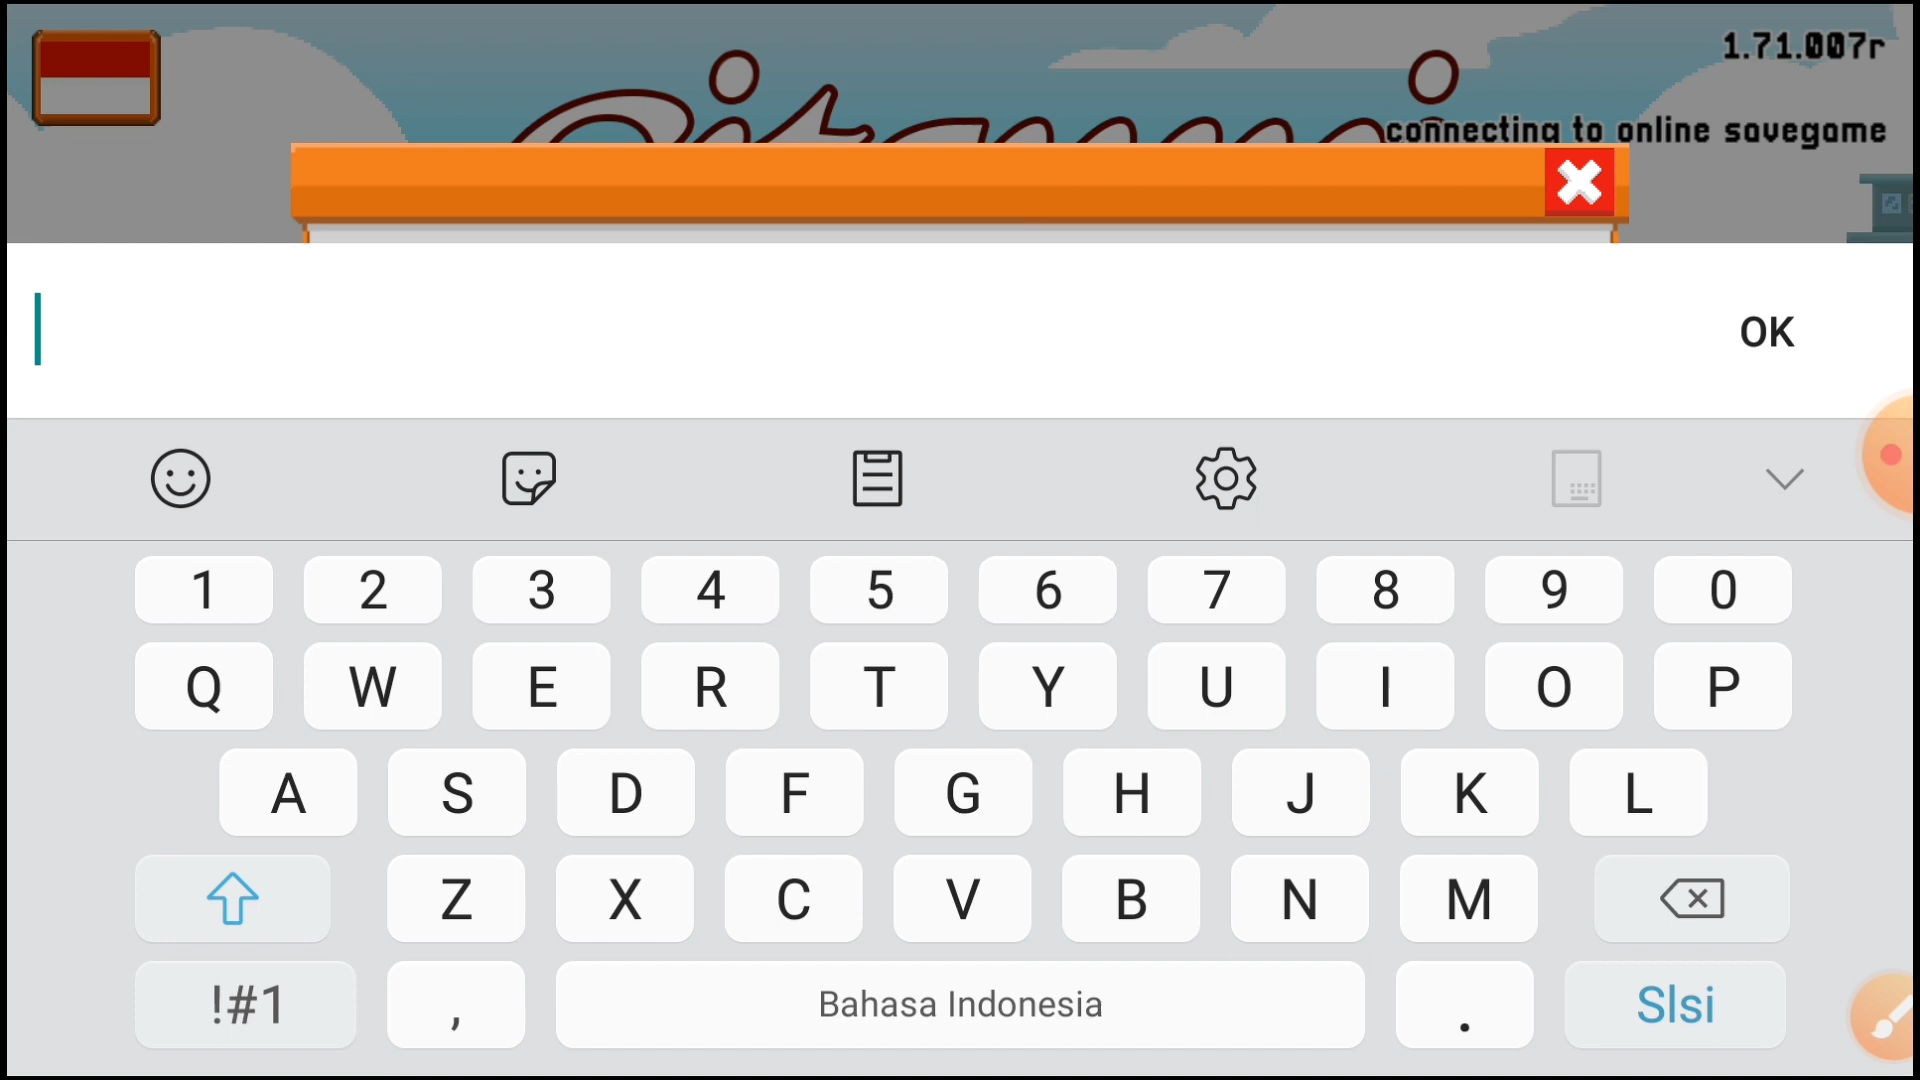 1.71.007r
connecting to online savegame
OK
1 2 3 4 5 6 7 8 9 0
Q W E R T Y U I O P
A S D F G H J K L
Z X C V B N M
!#1 , Bahasa Indonesia . Slsi